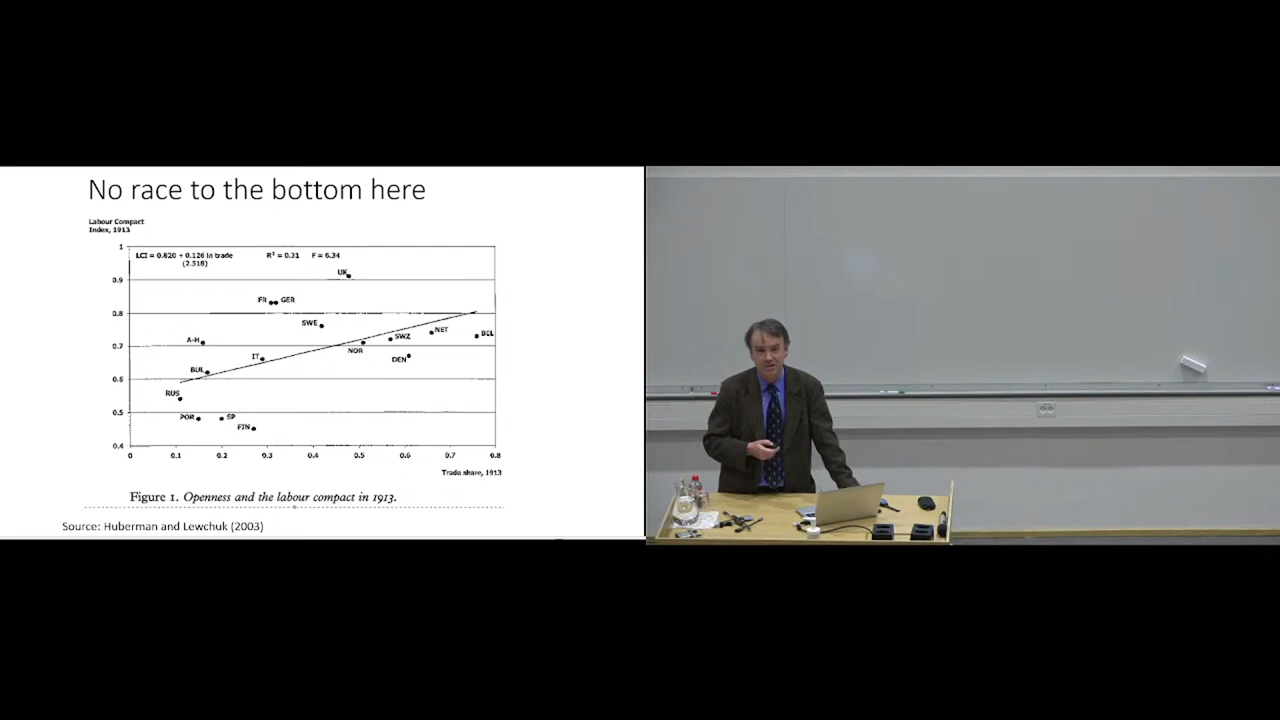 No race to the bottom here
Labour Compact
Index, 1913
LCI = 0.820 + 0.126 ln trade R² = 0.31 F = 6.34
(2.518)
1
0.9
0.8
0.7
0.6
0.5
0.4
UK
FR GER
SWE
A-H
IT
BUL
RUS
POR SP
FIN
NOR
SWZ
DEN
NET
BEL
0 0.1 0.2 0.3 0.4 0.5 0.6 0.7 0.8
Trade share, 1913
Figure 1. Openness and the labour compact in 1913.
Source: Huberman and Lewchuk (2003)